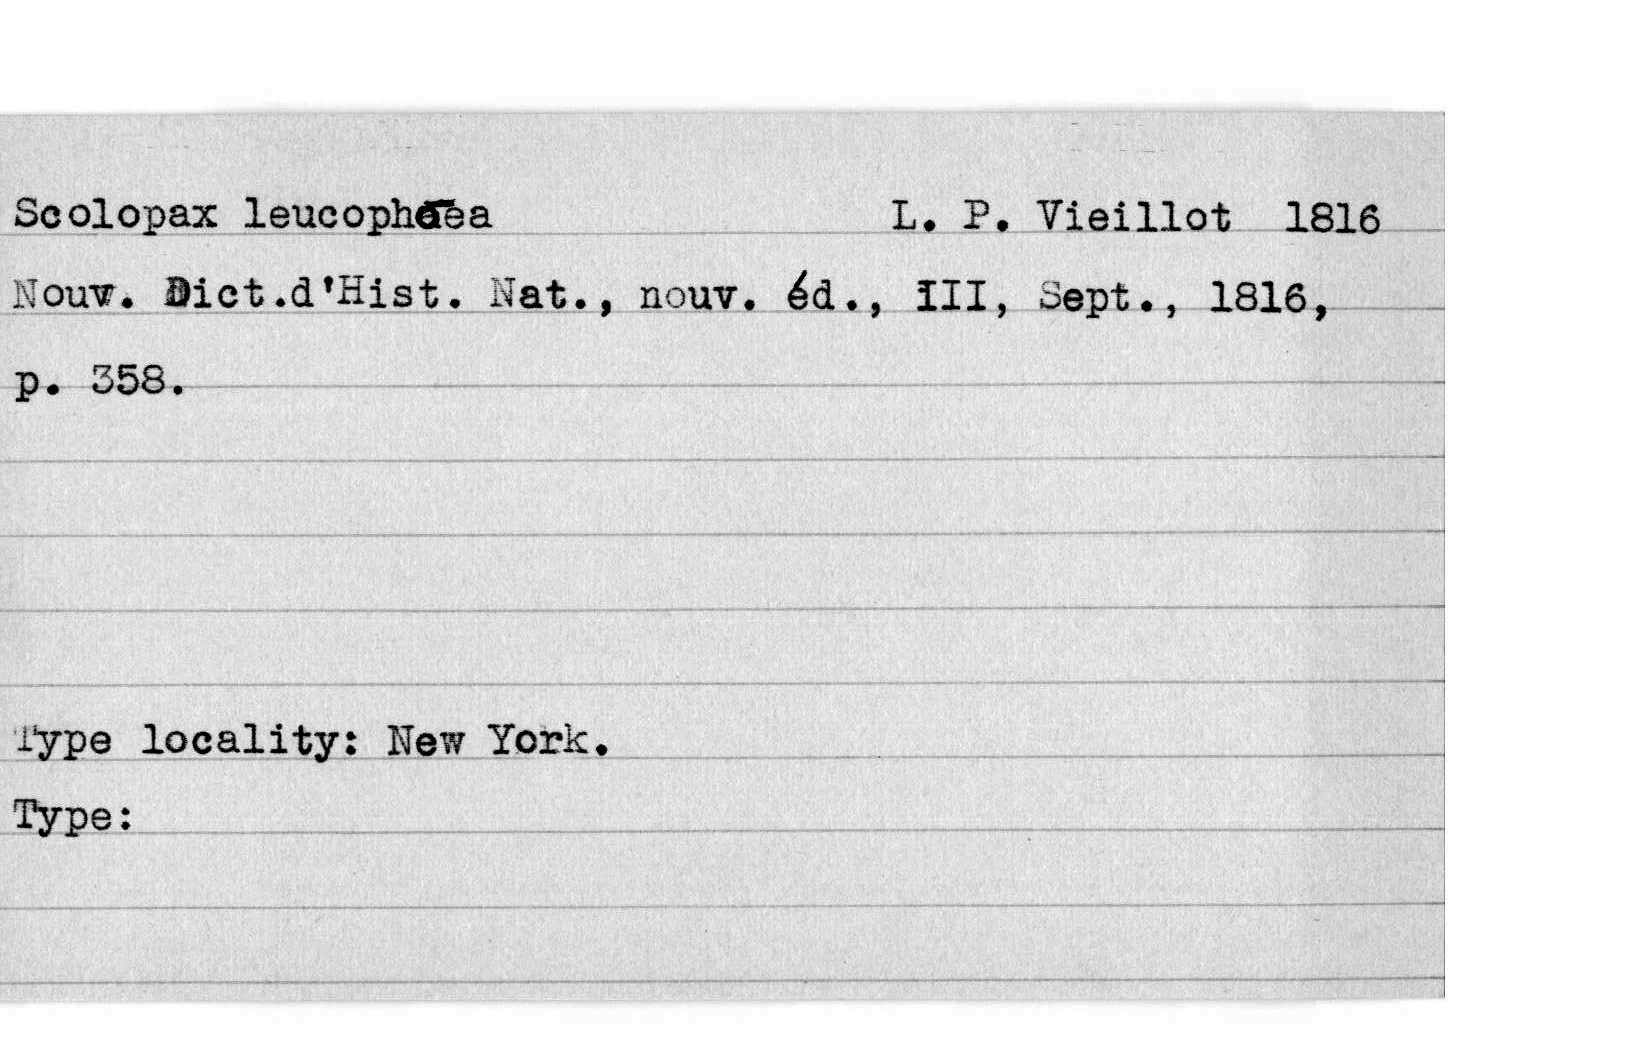 Scolopax leucophaea L. P. Vieillot 1816
Nouv. Dict.d'Hist. Nat., nouv. éd., III, Sept., 1816,
p. 358.
Type locality: New York.
Type: